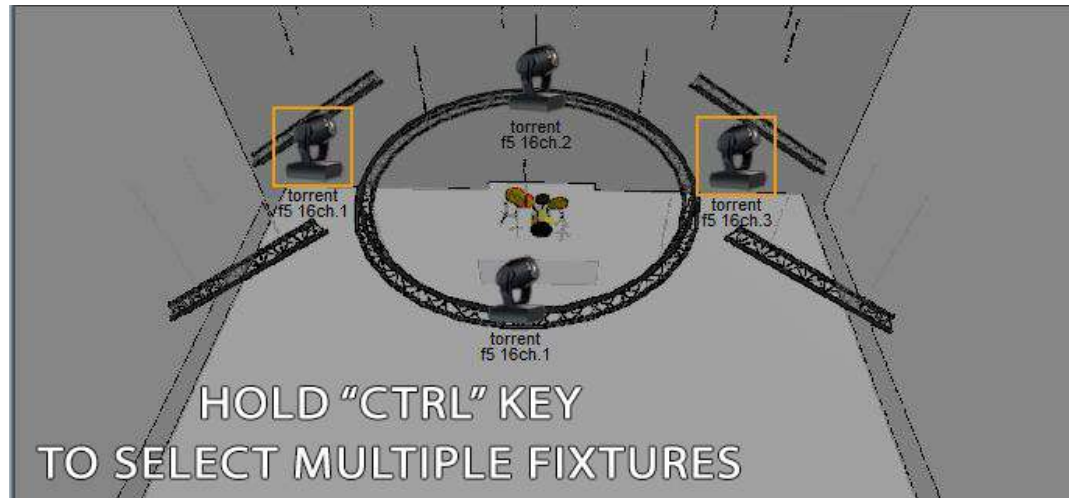 torrent
f5 16ch.2
torrent
f5 16ch.1
torrent
f5 16ch.3
torrent
f5 16ch.1
HOLD “CTRL” KEY
TO SELECT MULTIPLE FIXTURES